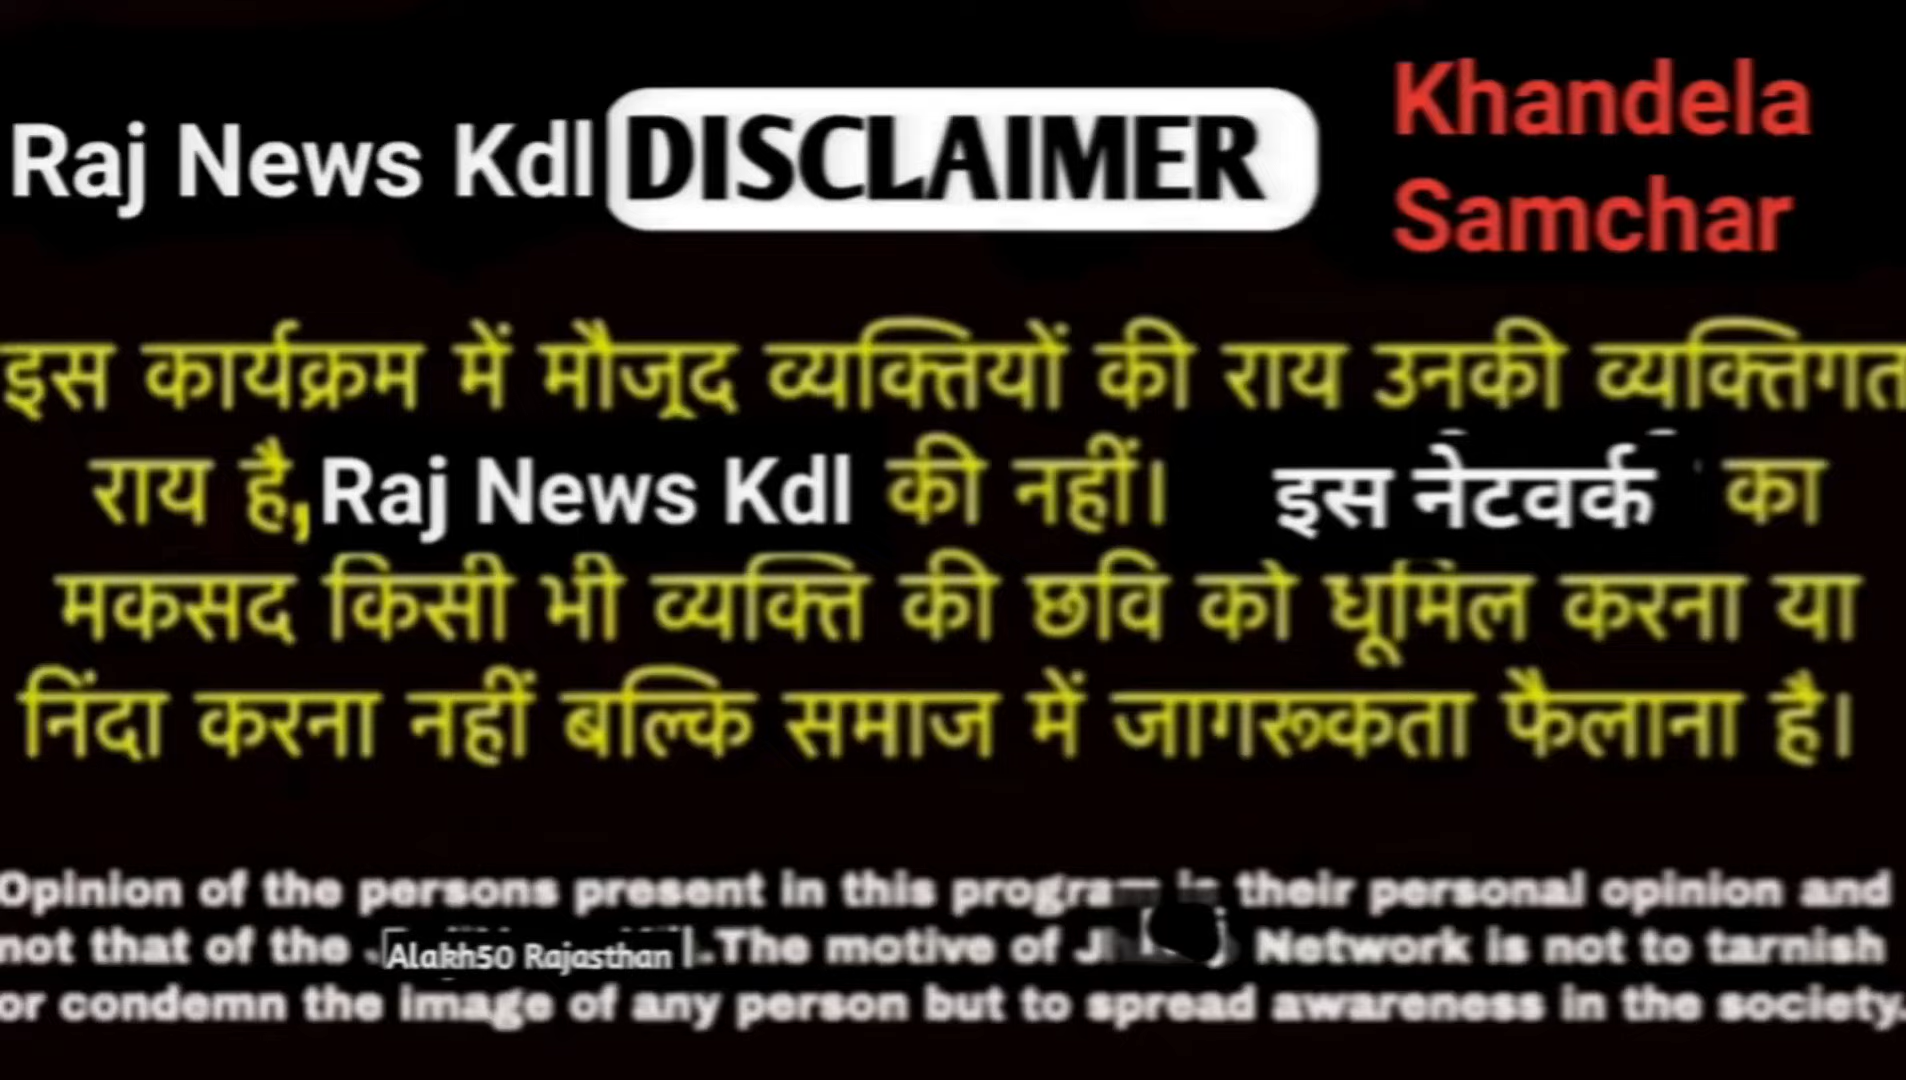 Raj News Kdl DISCLAIMER Khandela
Samchar
इस कार्यक्रम में मौजूद व्यक्तियों की राय उनकी व्यक्तिगत
राय है, Raj News Kdl की नहीं। इस नेटवर्क का
मकसद किसी भी व्यक्ति की छवि को धूमिल करना या
निंदा करना नहीं बल्कि समाज में जागरूकता फैलाना है।
Opinion of the persons present in this their personal opinion and
not that of the Alakh50 Rajasthan .The motive of Network is not to tarnish
or condemn the image of any person but to spread awareness in the society.